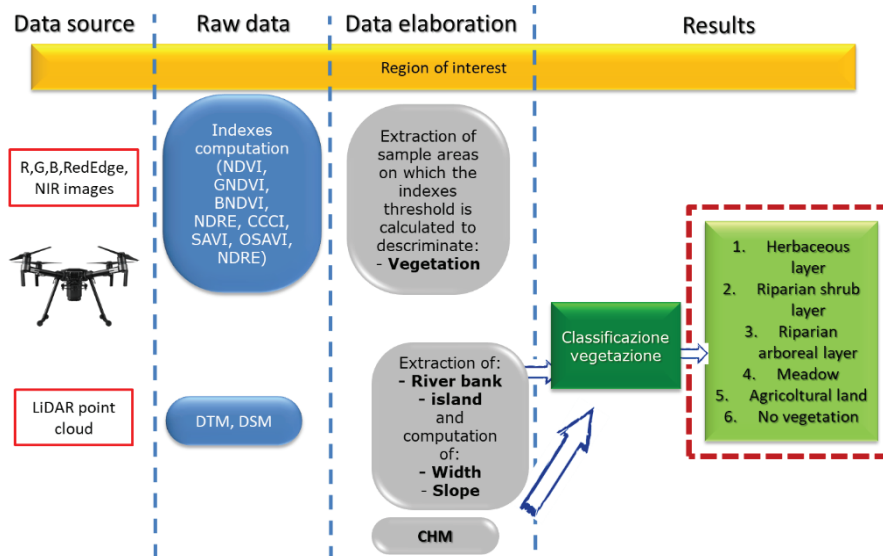 Data source
Raw data
Data elaboration
Results
Region of interest
R,G,B,RedEdge,
NIR images
Indexes
computation
(NDVI,
GNDVI,
BNDVI,
NDRE, CCCI,
SAVI, OSAVI,
NDRE)
Extraction of
sample areas
on which the
indexes
threshold is
calculated to
descriminate:
- Vegetation
LiDAR point
cloud
DTM, DSM
Extraction of:
- River bank
- island
and
computation
of:
- Width
- Slope
CHM
Classificazione
vegetazione
1. Herbaceous
layer
2. Riparian shrub
layer
3. Riparian
arboreal layer
4. Meadow
5. Agricoltural land
6. No vegetation